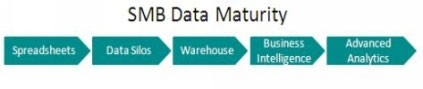 SMB Data Maturity
Spreadsheets
Data Silos
Warehouse
Business
Intelligence
Advanced
Analytics